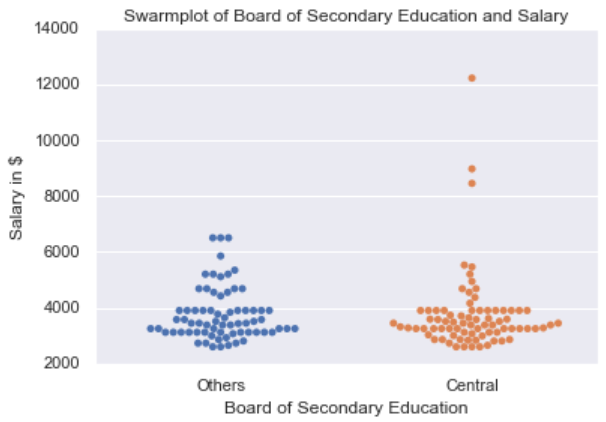 Swarmplot of Board of Secondary Education and Salary
14000
12000
10000
8000
6000
4000
2000
Salary in $
Others Central
Board of Secondary Education